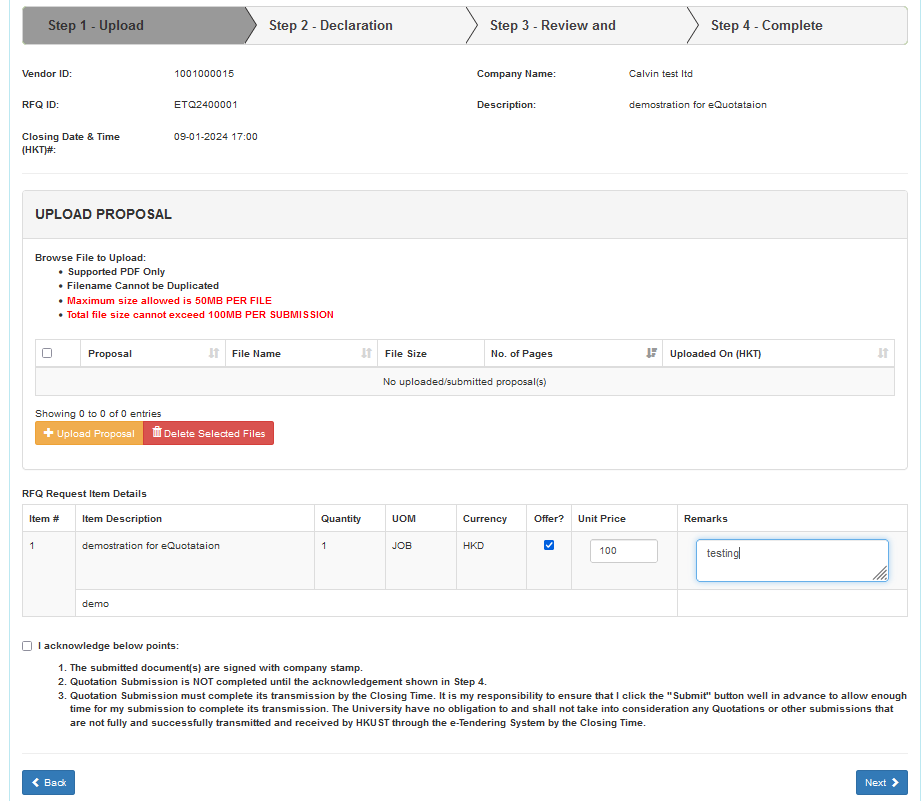 Step 1 - Upload
Step 2 - Declaration
Step 3 - Review and
Step 4 - Complete
Vendor ID: 1001000015 Company Name: Calvin test ltd
RFQ ID: ETQ2400001 Description: demostration for eQuotataion
Closing Date & Time 09-01-2024 17:00
(HKT)#:
UPLOAD PROPOSAL
Browse File to Upload:
• Supported PDF Only
• Filename Cannot be Duplicated
• Maximum size allowed is 50MB PER FILE
• Total file size cannot exceed 100MB PER SUBMISSION
Proposal File Name File Size No. of Pages Uploaded On (HKT)
No uploaded/submitted proposal(s)
Showing 0 to 0 of 0 entries
Upload Proposal Delete Selected Files
RFQ Request Item Details
Item # Item Description Quantity UOM Currency Offer? Unit Price Remarks
1 demostration for eQuotataion 1 JOB HKD 100 testing
demo
I acknowledge below points:
1. The submitted document(s) are signed with company stamp.
2. Quotation Submission is NOT completed until the acknowledgement shown in Step 4.
3. Quotation Submission must complete its transmission by the Closing Time. It is my responsibility to ensure that I click the "Submit" button well in advance to allow enough
time for my submission to complete its transmission. The University have no obligation to and shall not take into consideration any Quotations or other submissions that
are not fully and successfully transmitted and received by HKUST through the e-Tendering System by the Closing Time.
Back Next